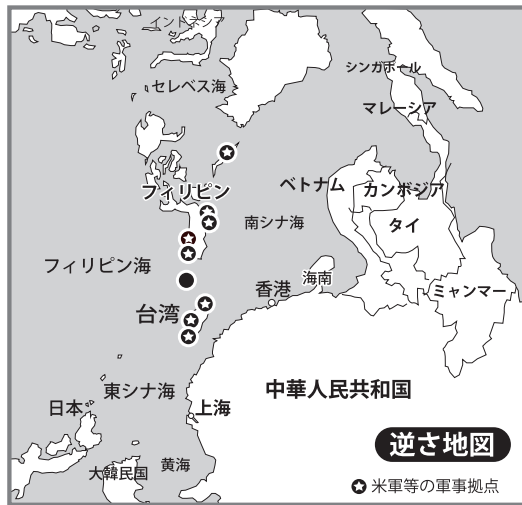 インドネシア
セレベス海
シンガポール
マレーシア
フィリピン
ベトナム
カンボジア
タイ
南シナ海
フィリピン海
香港
海南
ミャンマー
台湾
東シナ海
中華人民共和国
日本
上海
逆さ地図
大韓民国
黄海
米軍等の軍事拠点